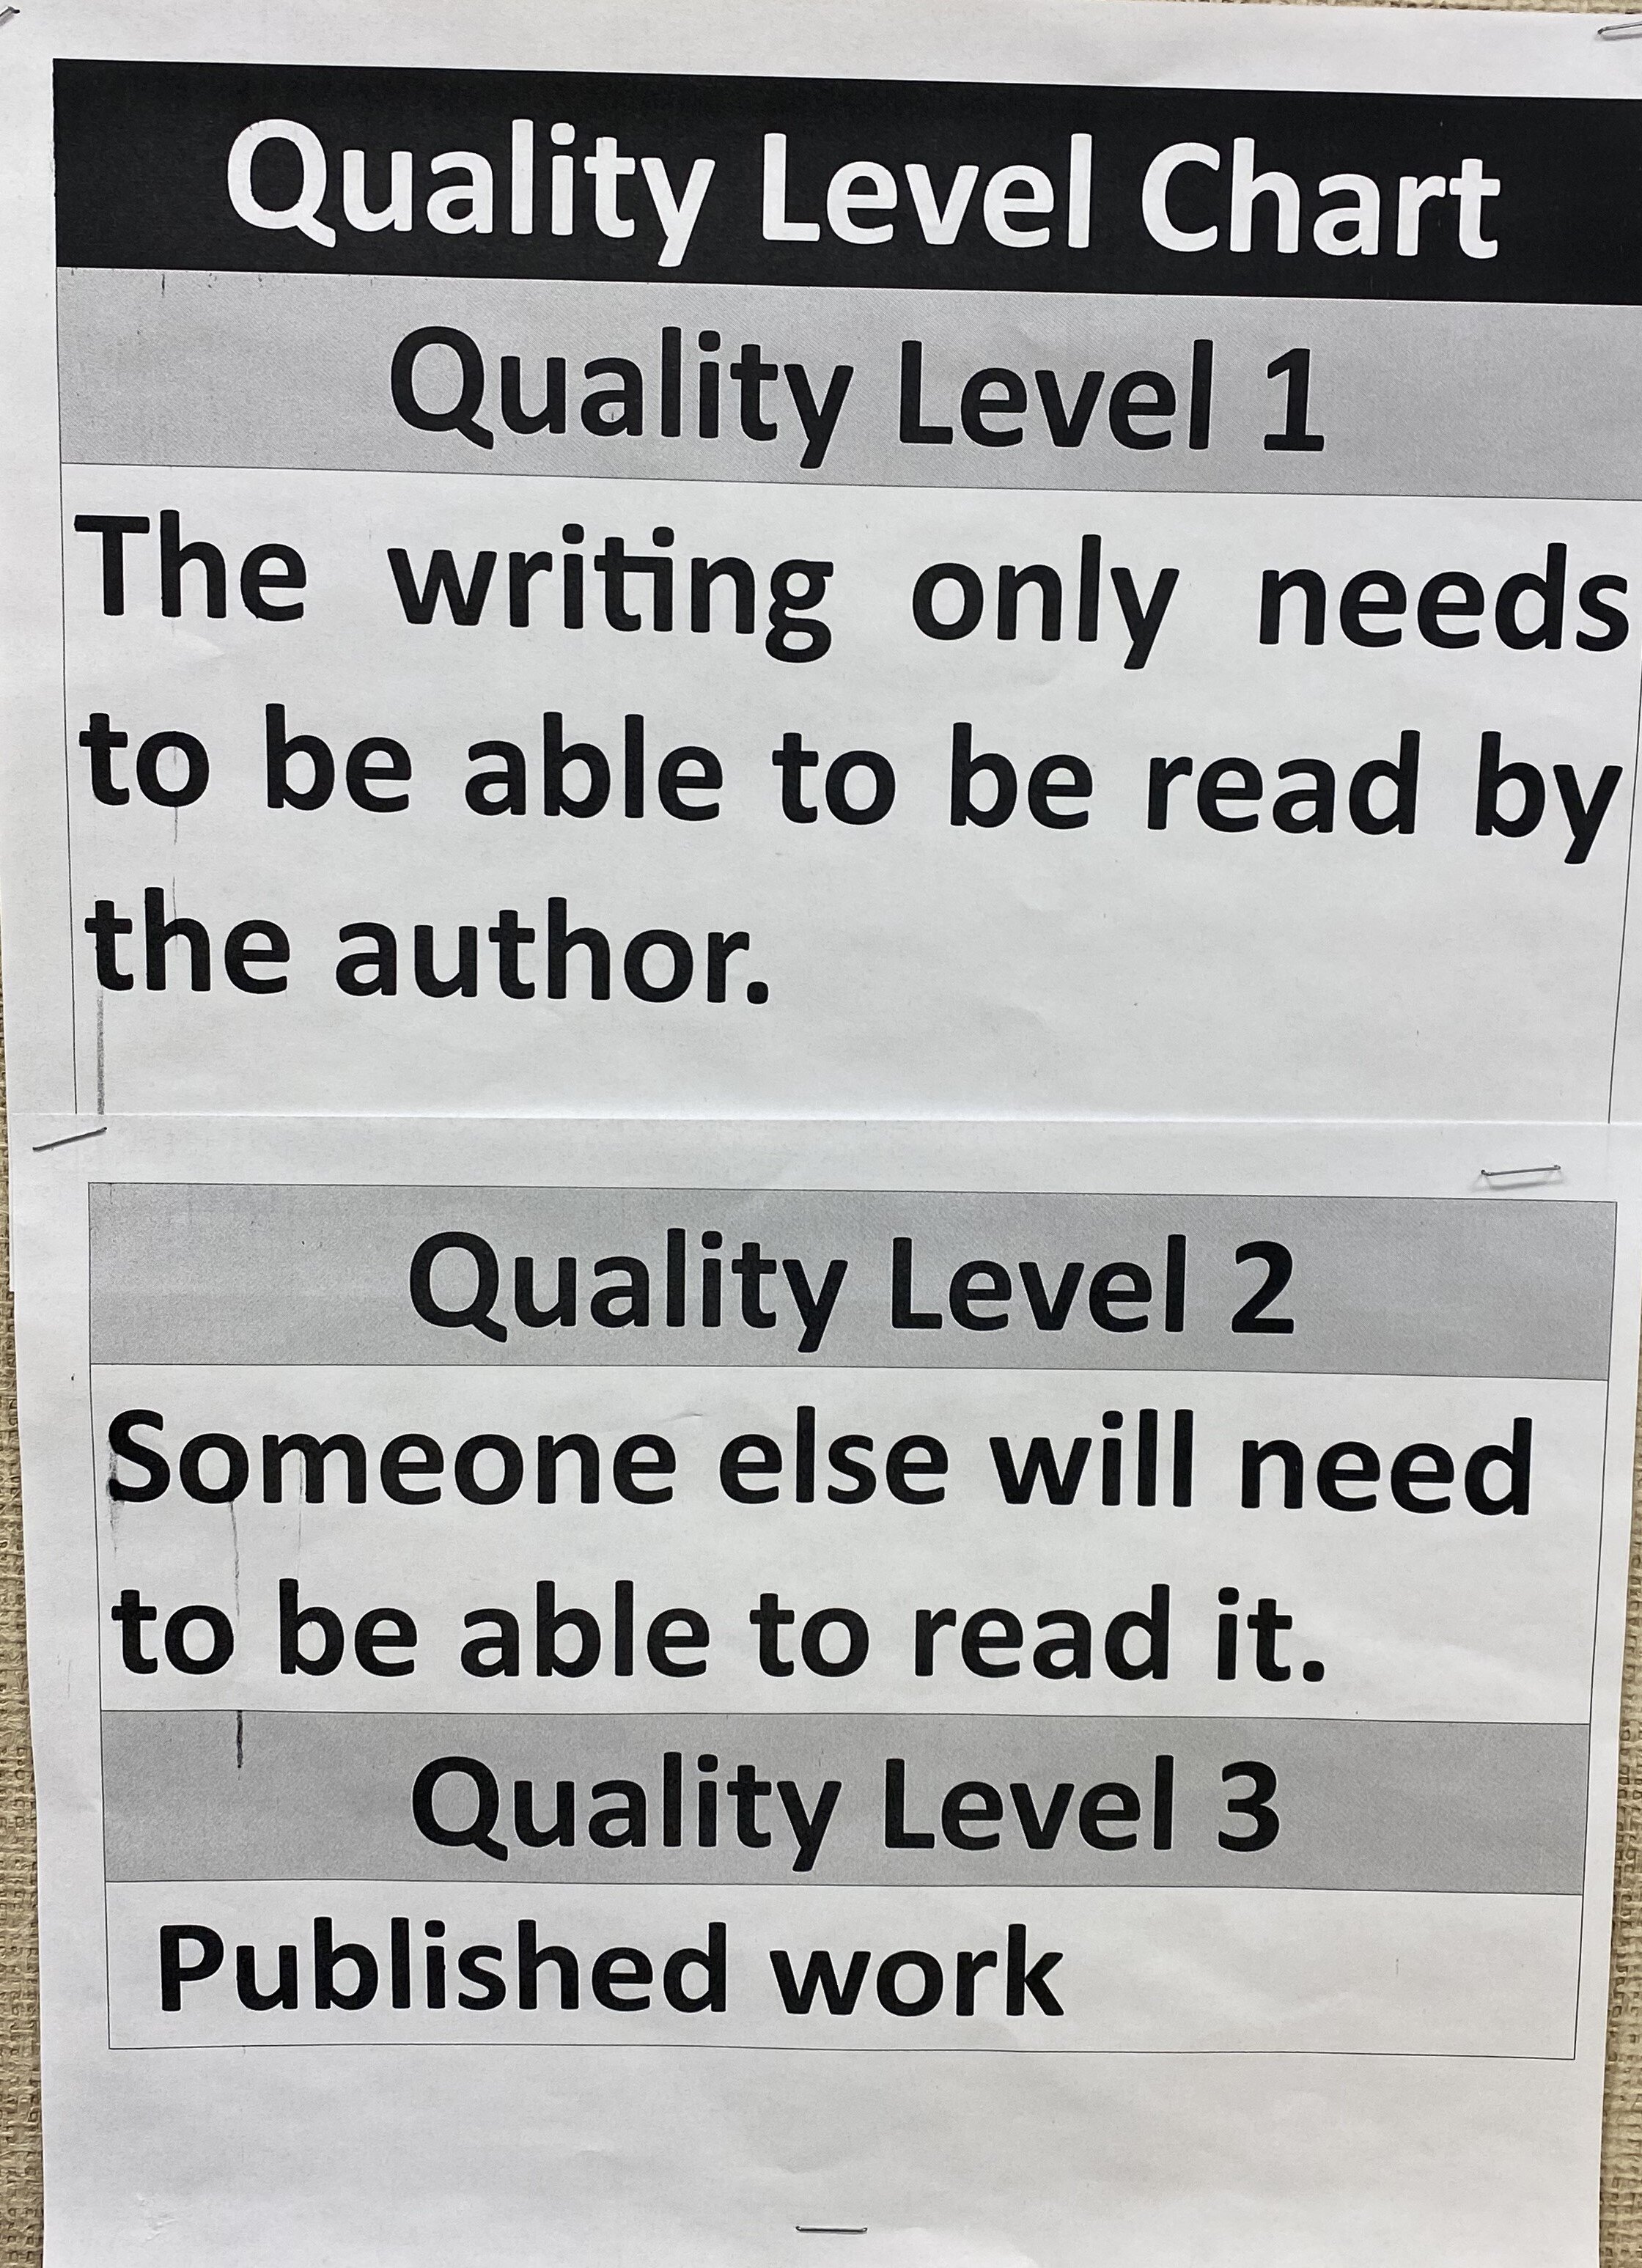 Quality Level Chart
Quality Level 1
The writing only needs
to be able to be read by
the author.
Quality Level 2
Someone else will need
to be able to read it.
Quality Level 3
Published work